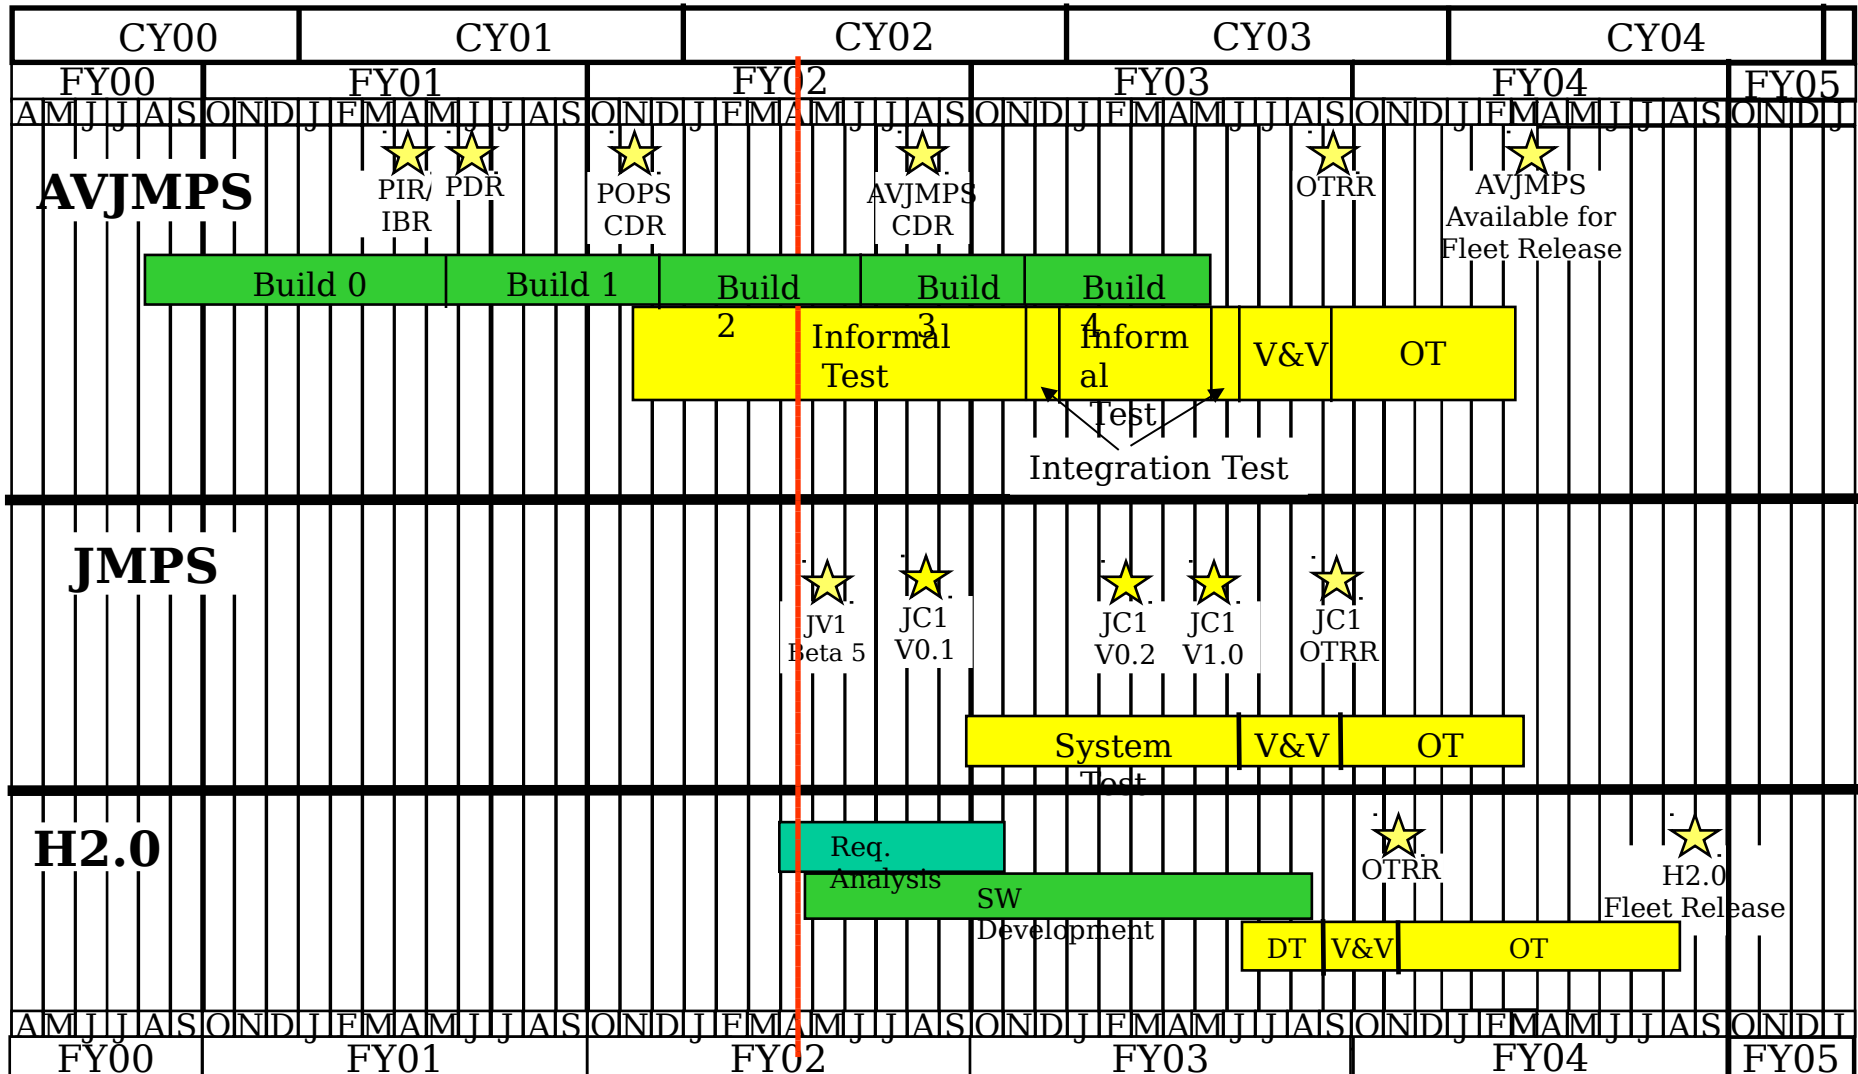 CY00 CY01 CY02 CY03 CY04
FY00 FY01 FY02 FY03 FY04 FY05
A M J J A S O N D J F M A M J J A S O N D J F M A M J J A S O N D J F M A M J J A S O N D J F M A M J J A S O N D J
AVJMPS
PIR/
IBR
PDR
POPS
CDR
AVJMPS
CDR
OTRR
AVJMPS
Available for
Fleet Release
Build 0
Build 1
Build
2
Build
3
Build
4
Informal
Test
Inform
al
Test
V&V
OT
Integration Test
JMPS
JV1
Beta 5
JC1
V0.1
JC1
V0.2
JC1
V1.0
JC1
OTRR
System
Test
V&V
OT
H2.0
Req.
Analysis
SW
Development
OTRR
H2.0
Fleet Release
DT
V&V
OT
A M J J A S O N D J F M A M J J A S O N D J F M A M J J A S O N D J F M A M J J A S O N D J F M A M J J A S O N D J
FY00 FY01 FY02 FY03 FY04 FY05